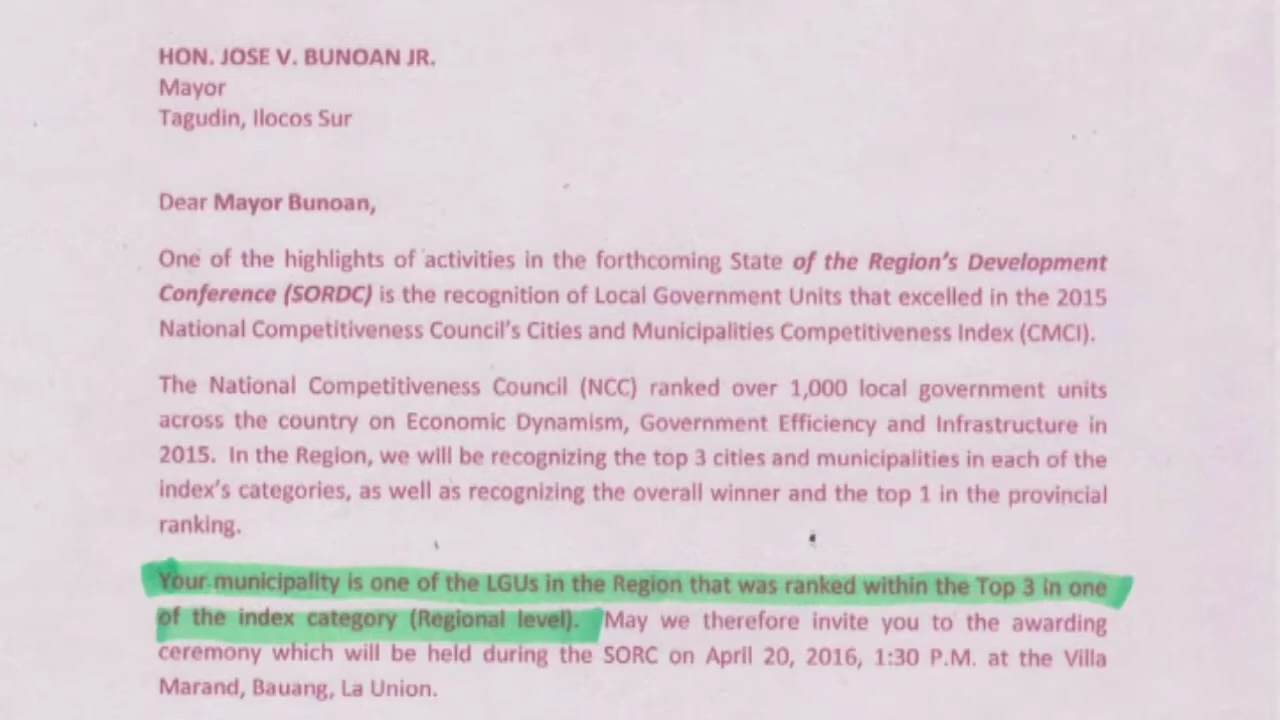 HON. JOSE V. BUNOAN JR.
Mayor
Tagudin, Ilocos Sur
Dear Mayor Bunoan,
One of the highlights of activities in the forthcoming State of the Region's Development
Conference (SORDC) is the recognition of Local Government Units that excelled in the 2015
National Competitiveness Council's Cities and Municipalities Competitiveness Index (CMCI).
The National Competitiveness Council (NCC) ranked over 1,000 local government units
across the country on Economic Dynamism, Government Efficiency and Infrastructure in
2015. In the Region, we will be recognizing the top 3 cities and municipalities in each of the
index's categories, as well as recognizing the overall winner and the top 1 in the provincial
ranking.
Your municipality is one of the LGUs in the Region that was ranked within the Top 3 in one
of the index category (Regional level). May we therefore invite you to the awarding
ceremony which will be held during the SORC on April 20, 2016, 1:30 P.M. at the Villa
Marand, Bauang, La Union.